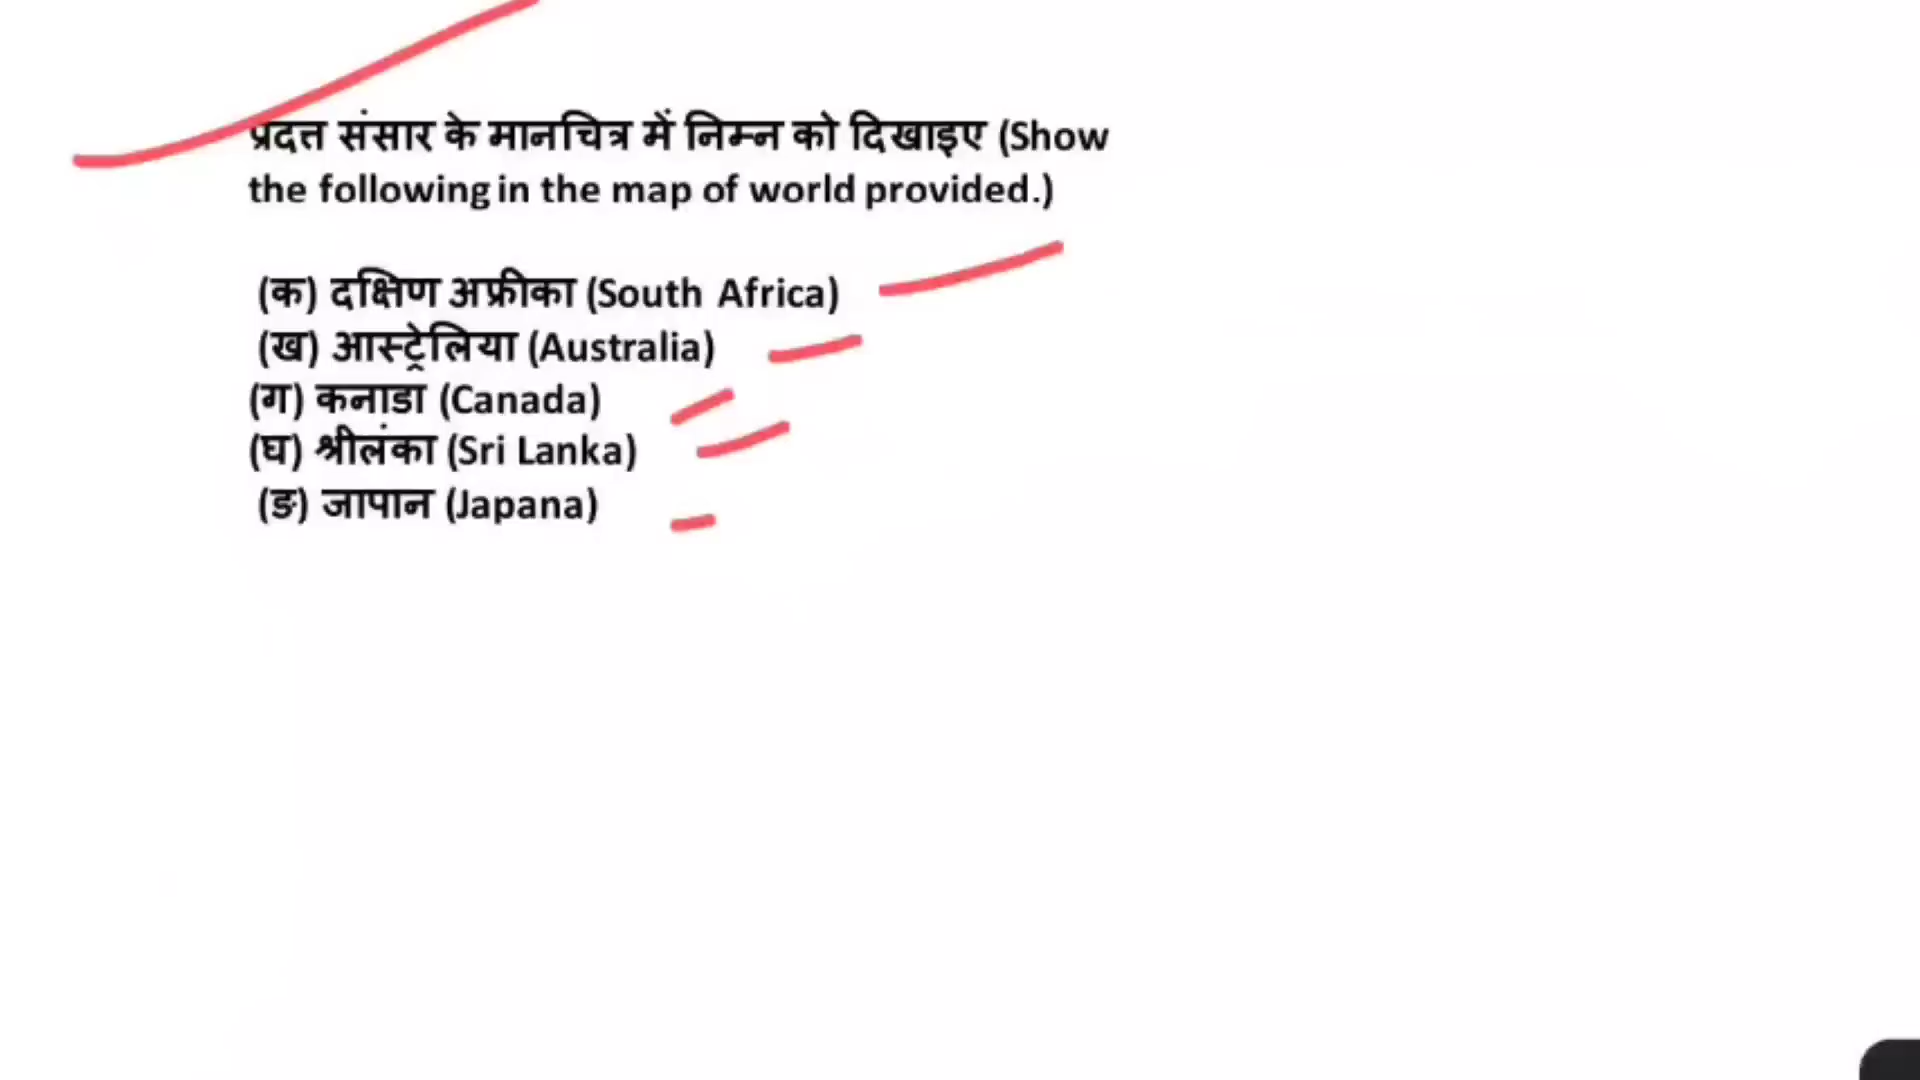 प्रदत्त संसार के मानचित्र में निम्न को दिखाइए (Show
the following in the map of world provided.)
(क) दक्षिण अफ्रीका (South Africa)
(ख) आस्ट्रेलिया (Australia)
(ग) कनाडा (Canada)
(घ) श्रीलंका (Sri Lanka)
(ङ) जापान (Japana)